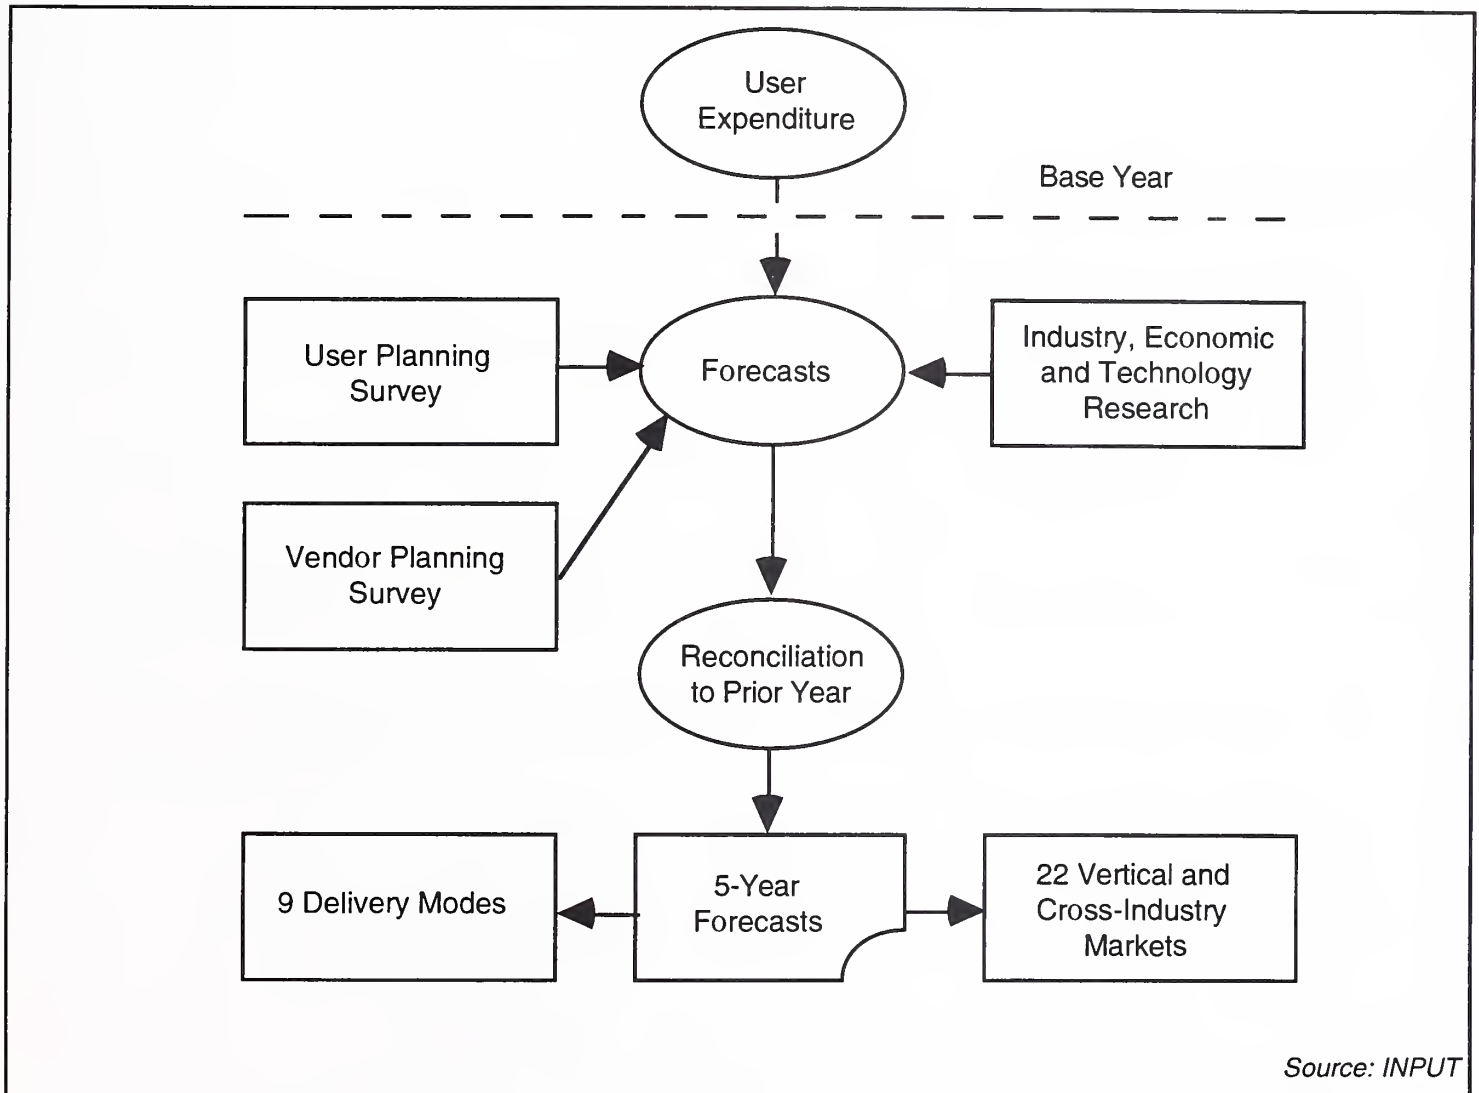 User
Expenditure
Base Year
User Planning
Survey
Forecasts
Industry, Economic
and Technology
Research
Vendor Planning
Survey
Reconciliation
to Prior Year
9 Delivery Modes
5-Year
Forecasts
22 Vertical and
Cross-Industry
Markets
Source: INPUT